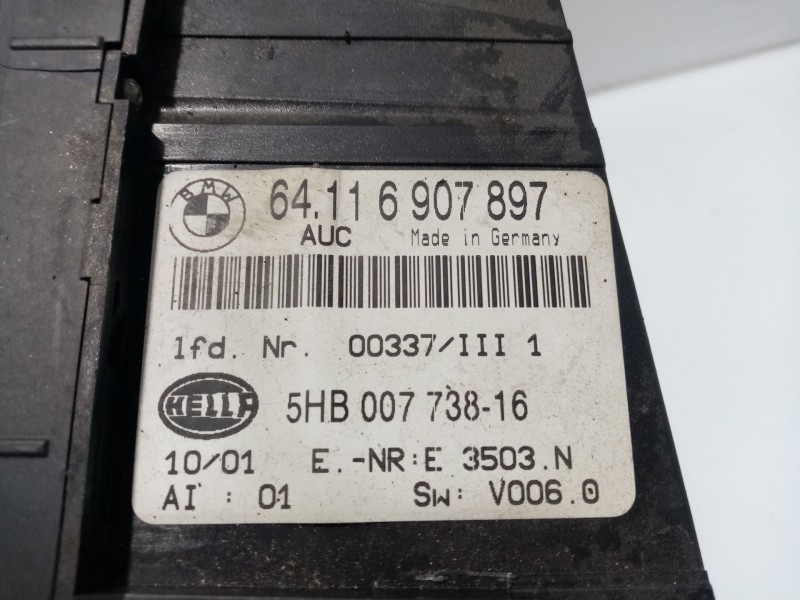 BMW
64.11 6 907 897
AUC Made in Germany
lfd. Nr. 00337/III 1
HELLA
5HB 007 738-16
10/01 E.-NR:E 3503.N
AI : 01 Sw: V006.0